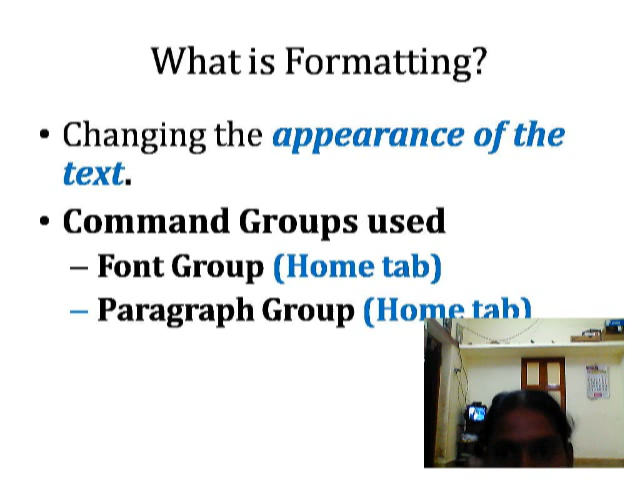 What is Formatting?
• Changing the appearance of the
text.
• Command Groups used
– Font Group (Home tab)
– Paragraph Group (Home tab)